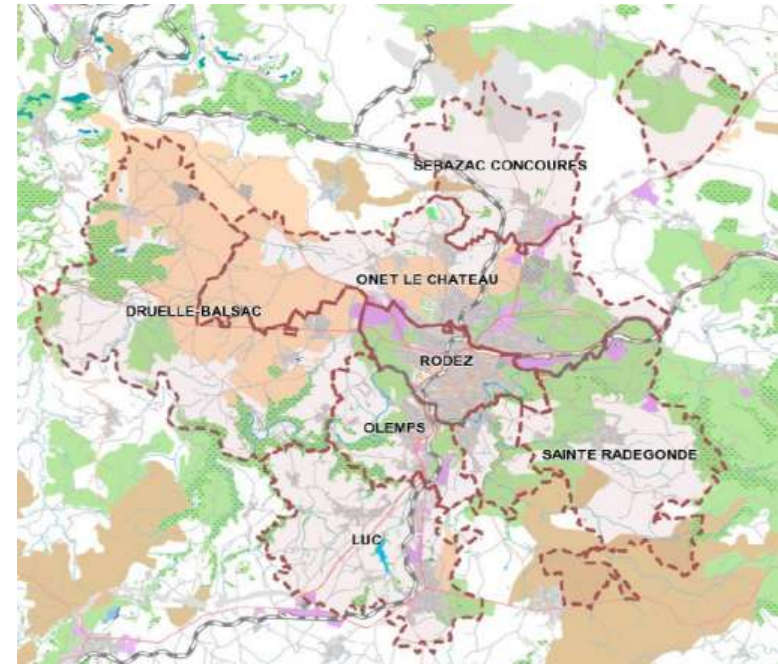 SEBAZAC CONCOURES
ONET LE CHATEAU
DRUELLE-BALSAC
RODEZ
OLEMPS
SAINTE RADEGONDE
LUC